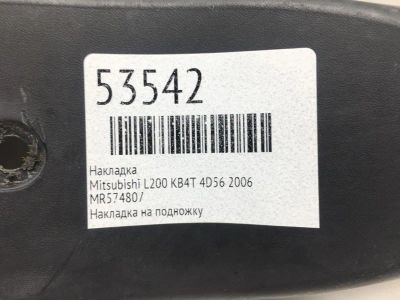 53542
Накладка
Mitsubishi L200 KB4T 4D56 2006
MR574807
Накладка на подножку